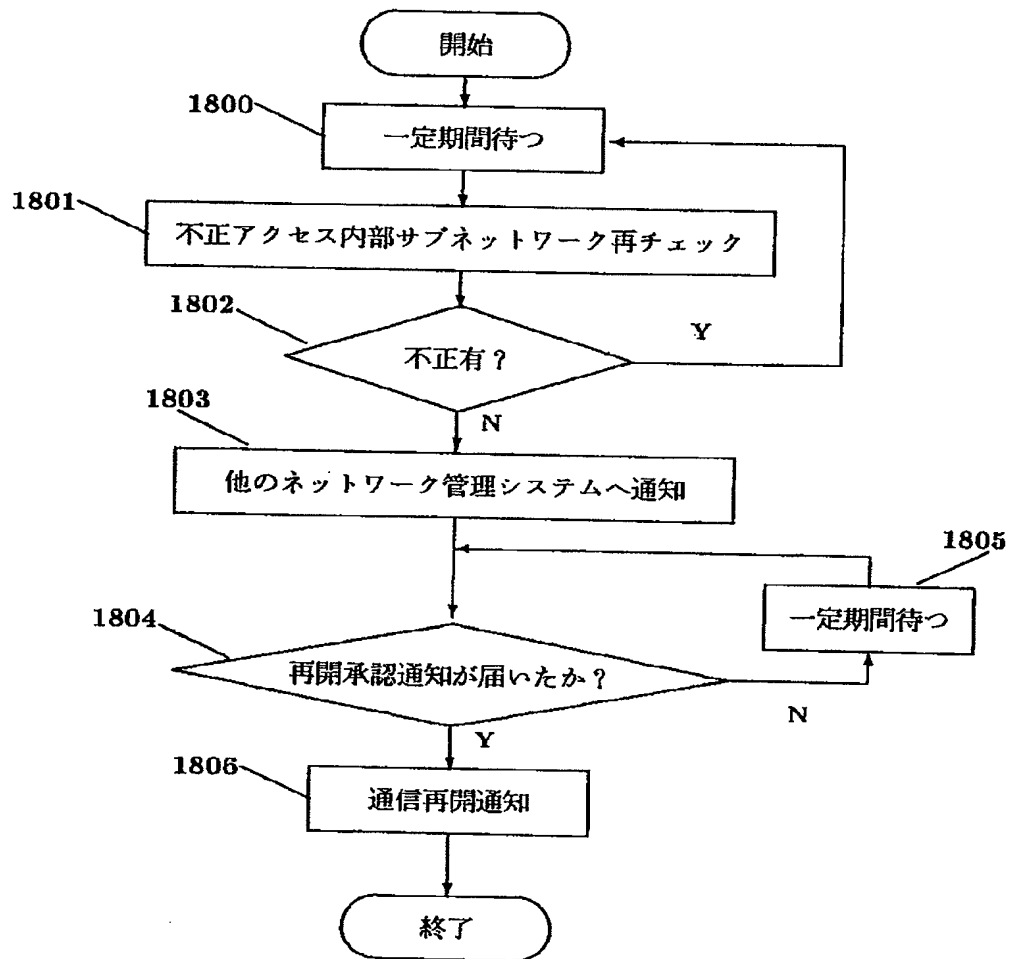 開始
1800
一定期間待つ
1801
不正アクセス内部サブネットワーク再チェック
1802
不正有?
Y
N
1803
他のネットワーク管理システムへ通知
1805
一定期間待つ
1804
再開承認通知が届いたか?
N
Y
1806
通信再開通知
終了